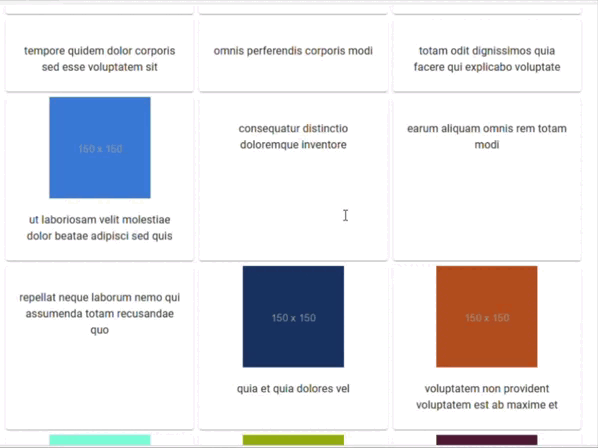 tempore quidem dolor corporis
sed esse voluptatem sit
omnis perferendis corporis modi
totam odit dignissimos quia
facere qui explicabo voluptate
150 x 150
ut laboriosam velit molestiae
dolor beatae adipisci sed quis
consequatur distinctio
doloremque inventore
earum aliquam omnis rem totam
modi
repellat neque laborum nemo qui
assumenda totam recusandae
quo
150 x 150
quia et quia dolores vel
150 x 150
voluptatem non provident
voluptatem est ab maxime et